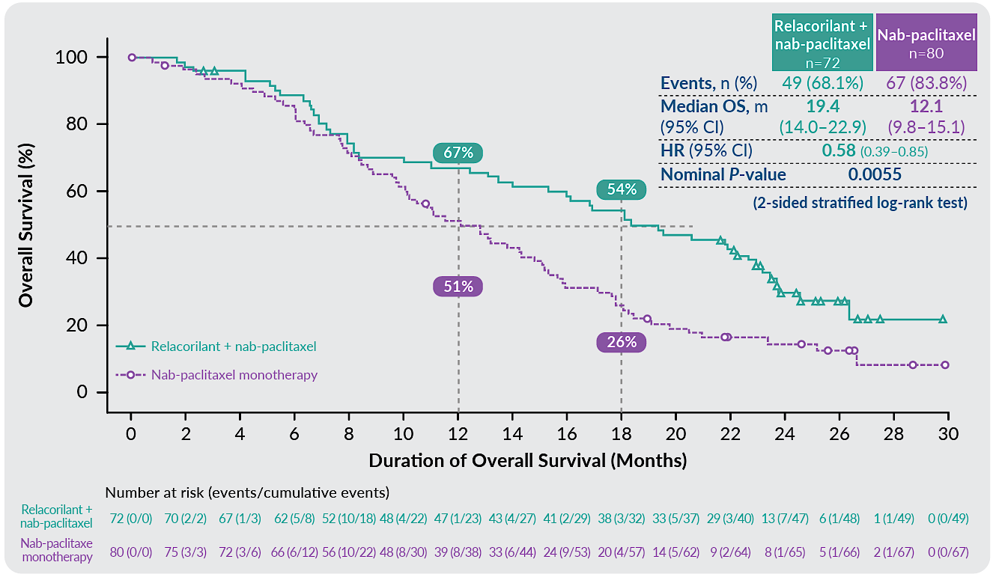 Relacorilant +
nab-paclitaxel
n=72
Nab-paclitaxel
n=80
Events, n (%) 49 (68.1%) 67 (83.8%)
Median OS, m 19.4 12.1
(95% CI) (14.0–22.9) (9.8–15.1)
HR (95% CI) 0.58 (0.39–0.85)
Nominal P-value 0.0055
(2-sided stratified log-rank test)
Overall Survival (%)
100
80
60
40
20
0
67%
54%
51%
26%
Relacorilant + nab-paclitaxel
Nab-paclitaxel monotherapy
0 2 4 6 8 10 12 14 16 18 20 22 24 26 28 30
Duration of Overall Survival (Months)
Number at risk (events/cumulative events)
Relacorilant +
nab-paclitaxel
72 (0/0) 70 (2/2) 67 (1/3) 62 (5/8) 52 (10/18) 48 (4/22) 47 (1/23) 43 (4/27) 41 (2/29) 38 (3/32) 33 (5/37) 29 (3/40) 13 (7/47) 6 (1/48) 1 (1/49) 0 (0/49)
Nab-paclitaxe
monotherapy
80 (0/0) 75 (3/3) 72 (3/6) 66 (6/12) 56 (10/22) 48 (8/30) 39 (8/38) 33 (6/44) 24 (9/53) 20 (4/57) 14 (5/62) 9 (2/64) 8 (1/65) 5 (1/66) 2 (1/67) 0 (0/67)